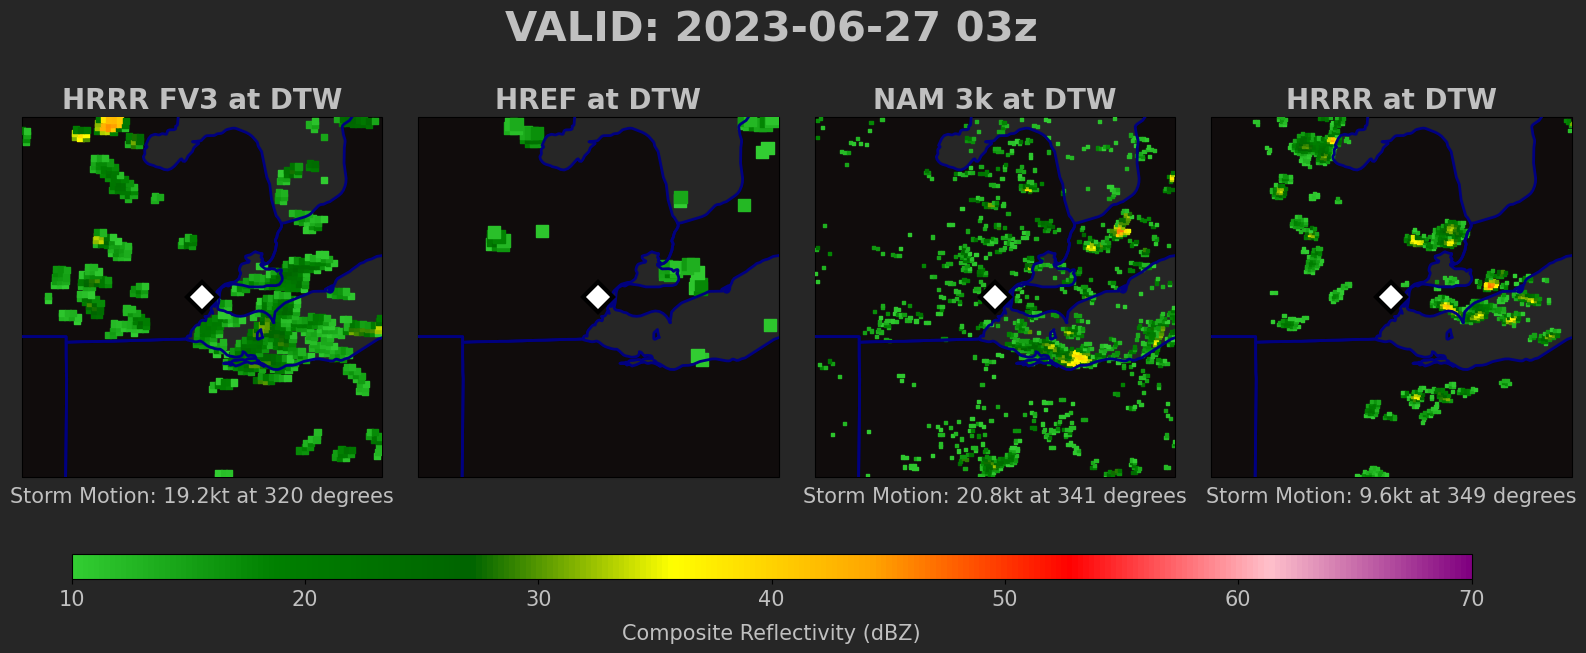 VALID: 2023-06-27 03z
HRRR FV3 at DTW
HREF at DTW
NAM 3k at DTW
HRRR at DTW
Storm Motion: 19.2kt at 320 degrees
Storm Motion: 20.8kt at 341 degrees
Storm Motion: 9.6kt at 349 degrees
10 20 30 40 50 60 70
Composite Reflectivity (dBZ)